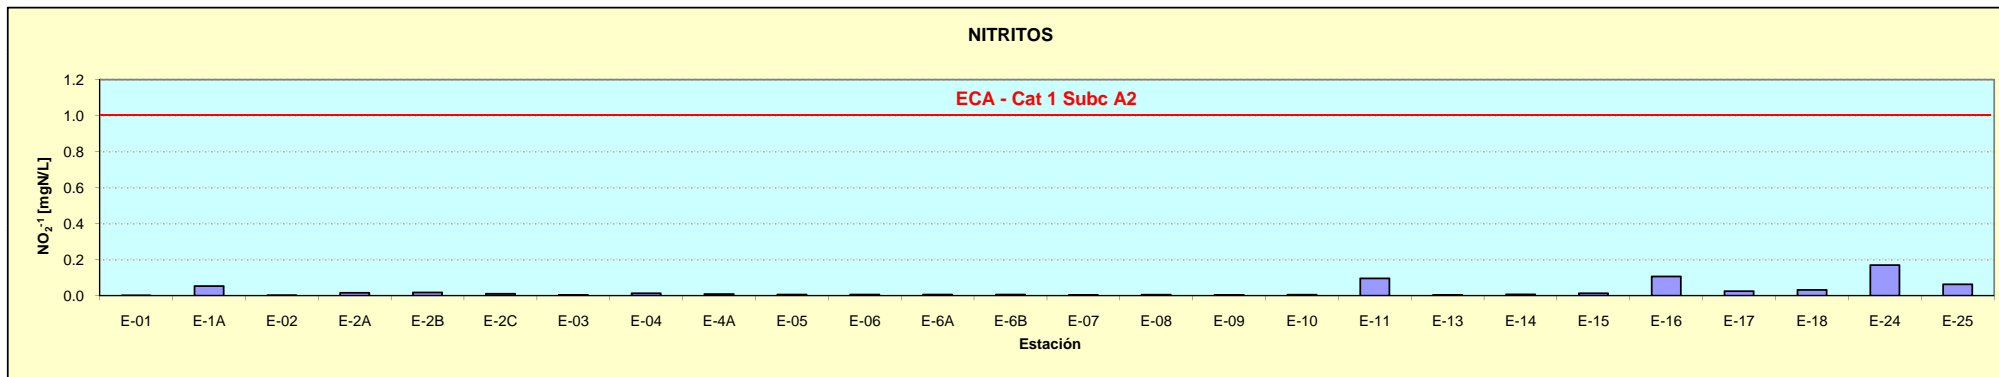 NITRITOS
NO₂⁻¹ [mgN/L]
1.2
1.0
0.8
0.6
0.4
0.2
0.0
ECA - Cat 1 Subc A2
E-01 E-1A E-02 E-2A E-2B E-2C E-03 E-04 E-4A E-05 E-06 E-6A E-6B E-07 E-08 E-09 E-10 E-11 E-13 E-14 E-15 E-16 E-17 E-18 E-24 E-25
Estación